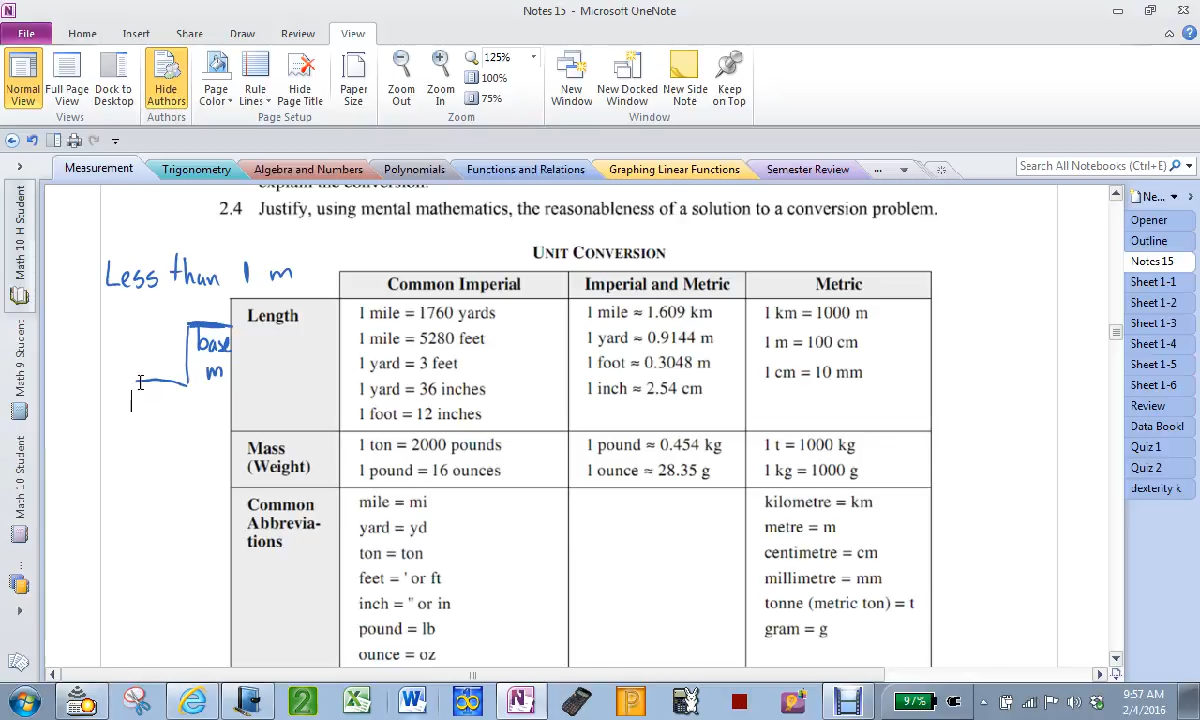 Notes 15 - Microsoft OneNote
File Home Insert Share Draw Review View
Normal View
Full Page View
Dock to Desktop
Views
Hide Authors
Authors
Page Color
Rule Lines
Hide Page Title
Page Setup
Paper Size
Zoom Out
Zoom In
125%
100%
75%
Zoom
New Window
New Docked Window
New Side Note
Keep on Top
Window
Measurement Trigonometry Algebra and Numbers Polynomials Functions and Relations Graphing Linear Functions Semester Review ...
Search All Notebooks (Ctrl+E)
Math 10 H Student
Math 9 Student
Math -0 Student
explain the conversion.
2.4 Justify, using mental mathematics, the reasonableness of a solution to a conversion problem.
UNIT CONVERSION
Less than 1 m
base
m
Common Imperial Imperial and Metric Metric
Length
1 mile = 1760 yards
1 mile = 5280 feet
1 yard = 3 feet
1 yard = 36 inches
1 foot = 12 inches
1 mile ≈ 1.609 km
1 yard ≈ 0.9144 m
1 foot ≈ 0.3048 m
1 inch ≈ 2.54 cm
1 km = 1000 m
1 m = 100 cm
1 cm = 10 mm
Mass (Weight)
1 ton = 2000 pounds
1 pound = 16 ounces
1 pound ≈ 0.454 kg
1 ounce ≈ 28.35 g
1 t = 1000 kg
1 kg = 1000 g
Common Abbrevia-tions
mile = mi
yard = yd
ton = ton
feet = ' or ft
inch = " or in
pound = lb
ounce = oz
kilometre = km
metre = m
centimetre = cm
millimetre = mm
tonne (metric ton) = t
gram = g
Ne...
Opener
Outline
Notes 15
Sheet 1-1
Sheet 1-2
Sheet 1-3
Sheet 1-4
Sheet 1-5
Sheet 1-6
Review
Data Bookl
Quiz 1
Quiz 2
dexterity k
97%
9:57 AM
2/4/2016